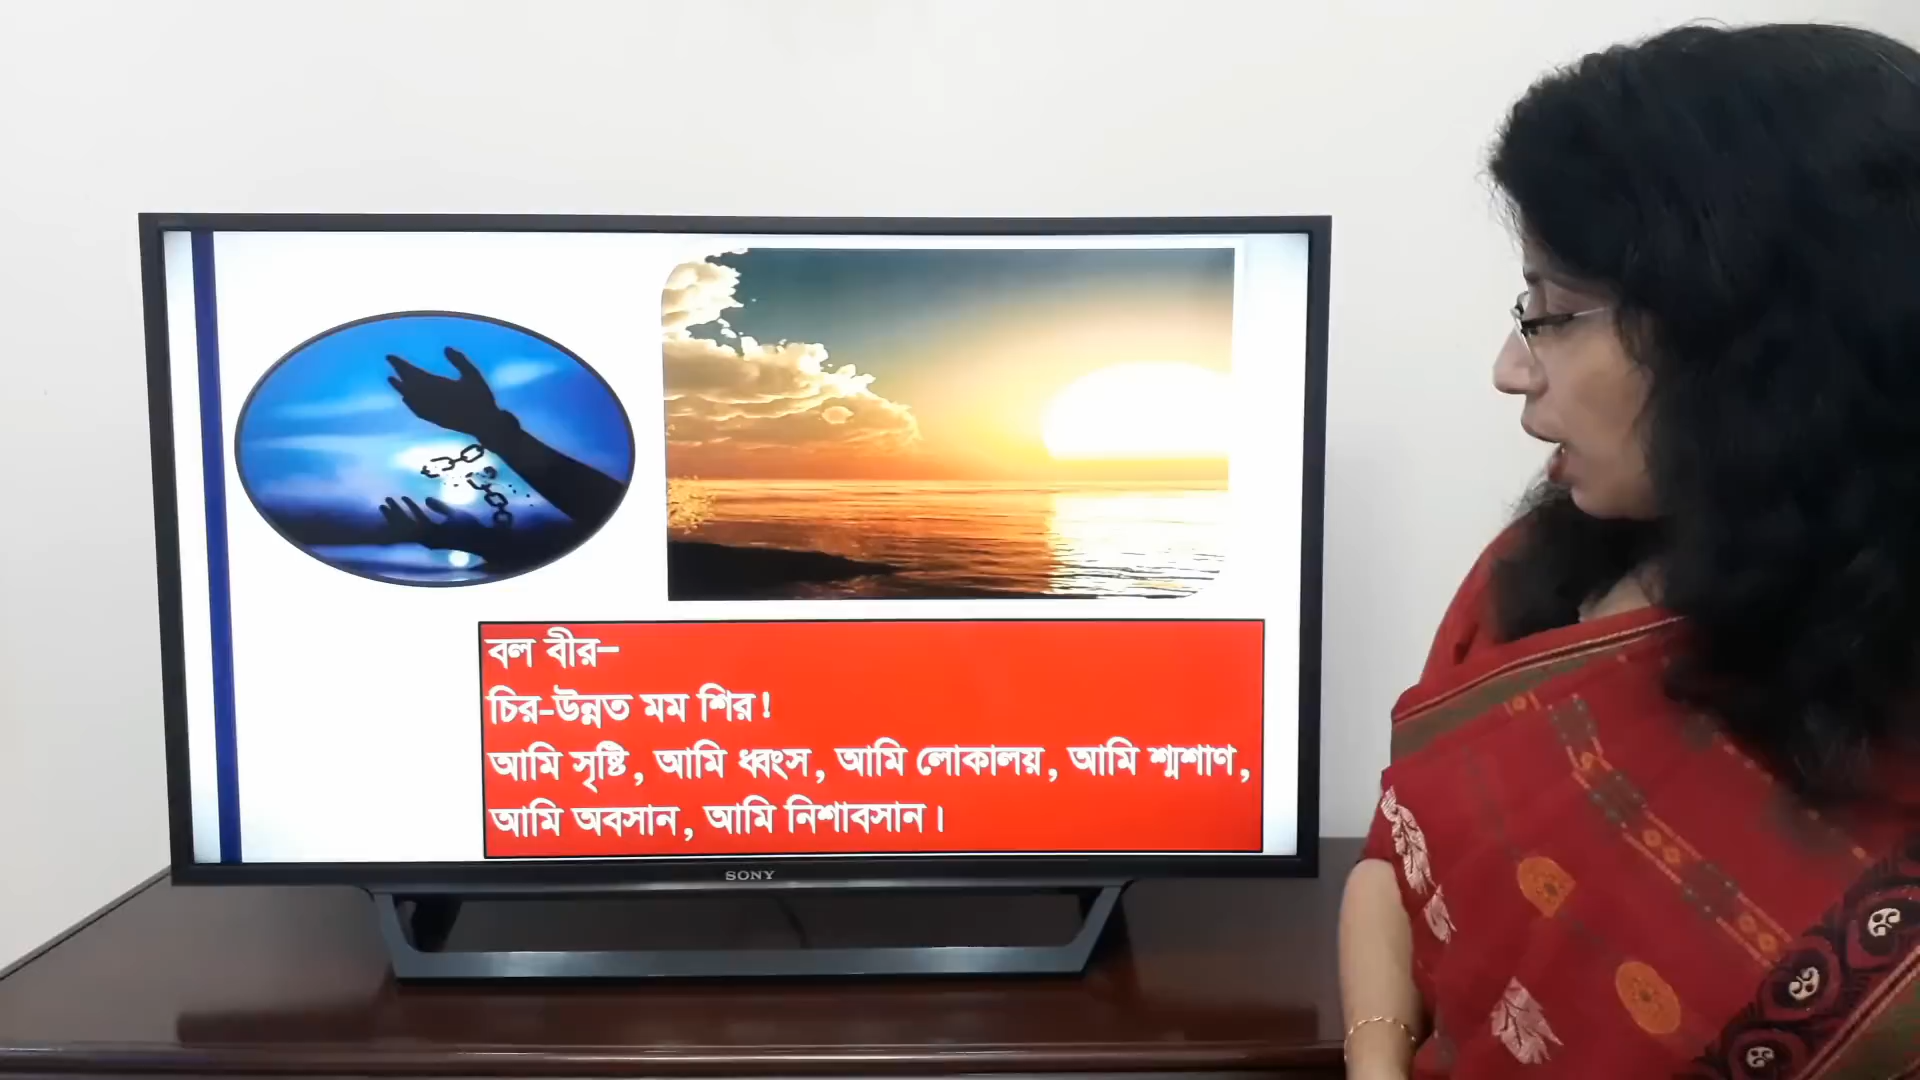 বল বীর–
চির-উন্নত মম শির!
আমি সৃষ্টি, আমি ধ্বংস, আমি লোকালয়, আমি শ্মশাণ,
আমি অবসান, আমি নিশাবসান।
SONY